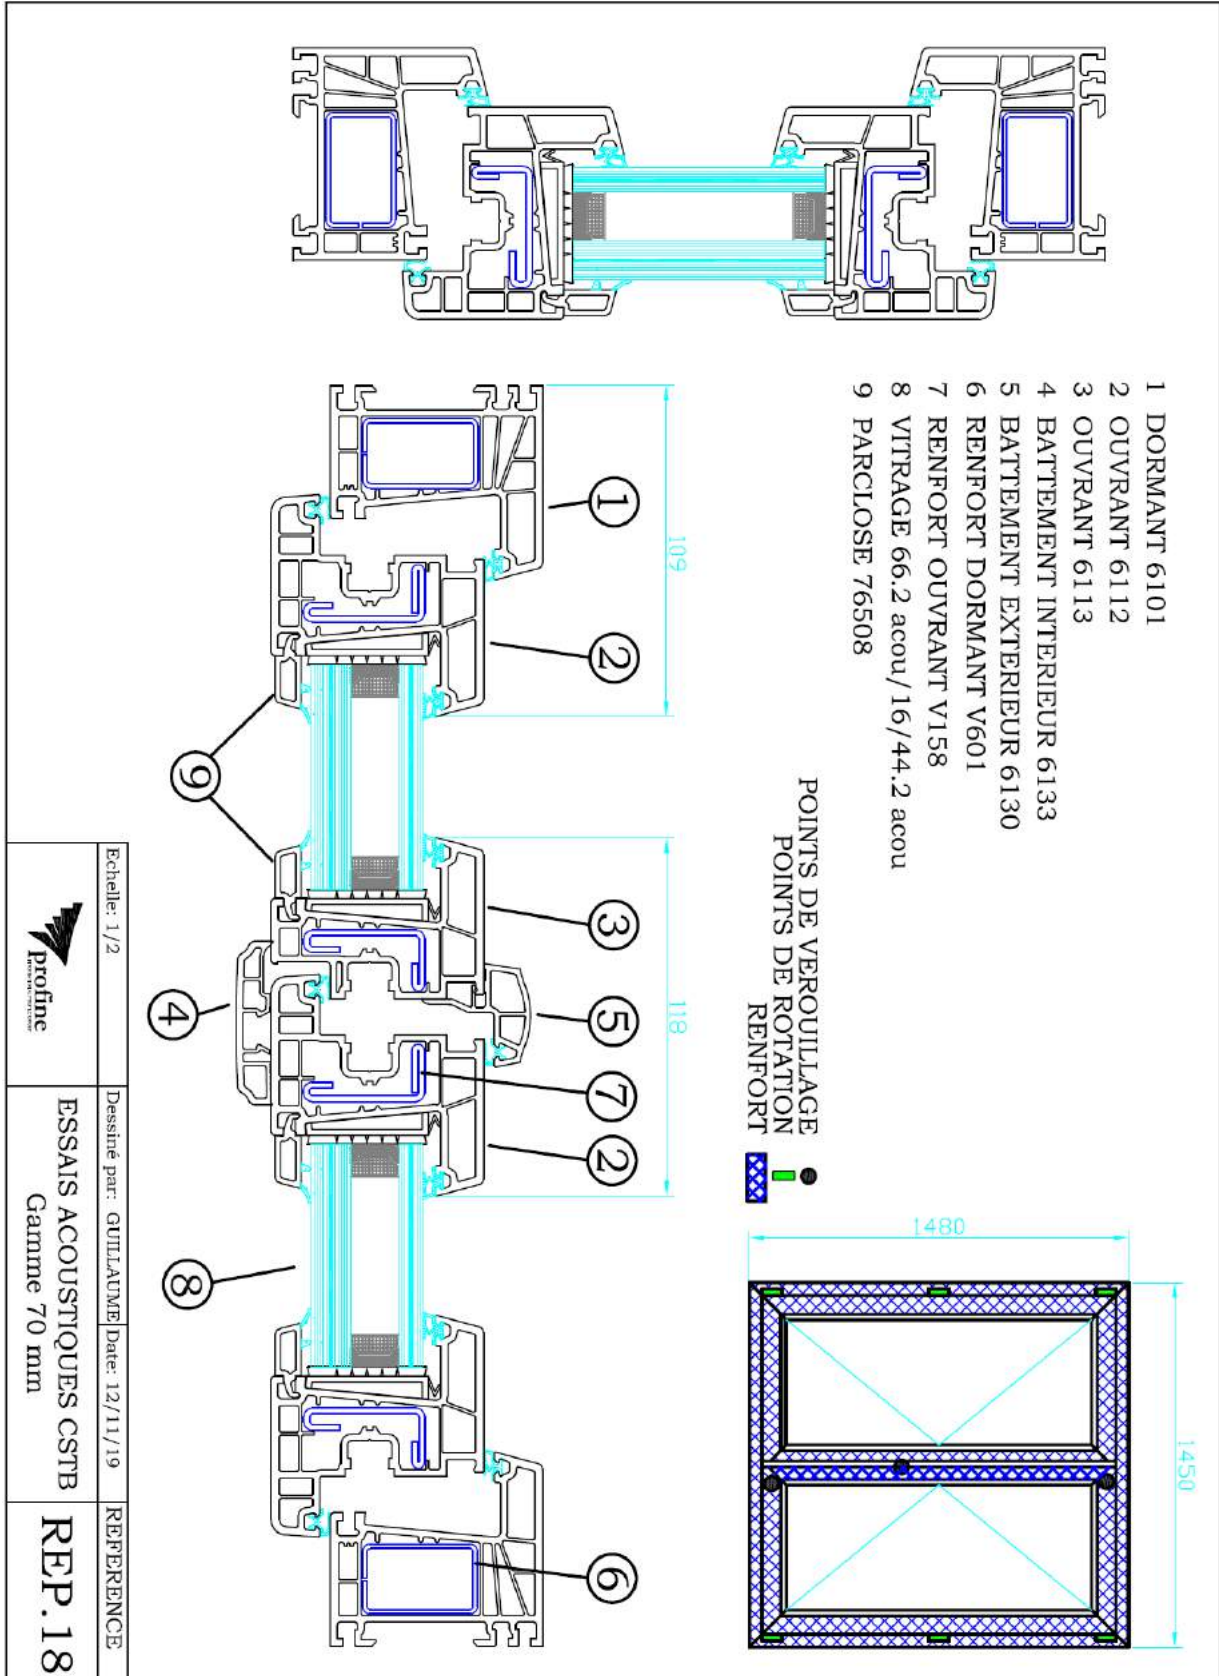 1 DORMANT 6101
2 OUVRANT 6112
3 OUVRANT 6113
4 BATTEMENT INTERIEUR 6133
5 BATTEMENT EXTERIEUR 6130
6 RENFORT DORMANT V601
7 RENFORT OUVRANT V158
8 VITRAGE 66.2 acou/16/44.2 acou
9 PARCLOSE 76508
POINTS DE VEROUILLAGE
POINTS DE ROTATION
RENFORT
1450
1480
109
118
1
2
3
5
7
2
6
9
4
8
Echelle: 1/2
Dessiné par: GUILLAUME
Date: 12/11/19
REFERENCE
profine
ESSAIS ACOUSTIQUES CSTB
Gamme 70 mm
REP.18